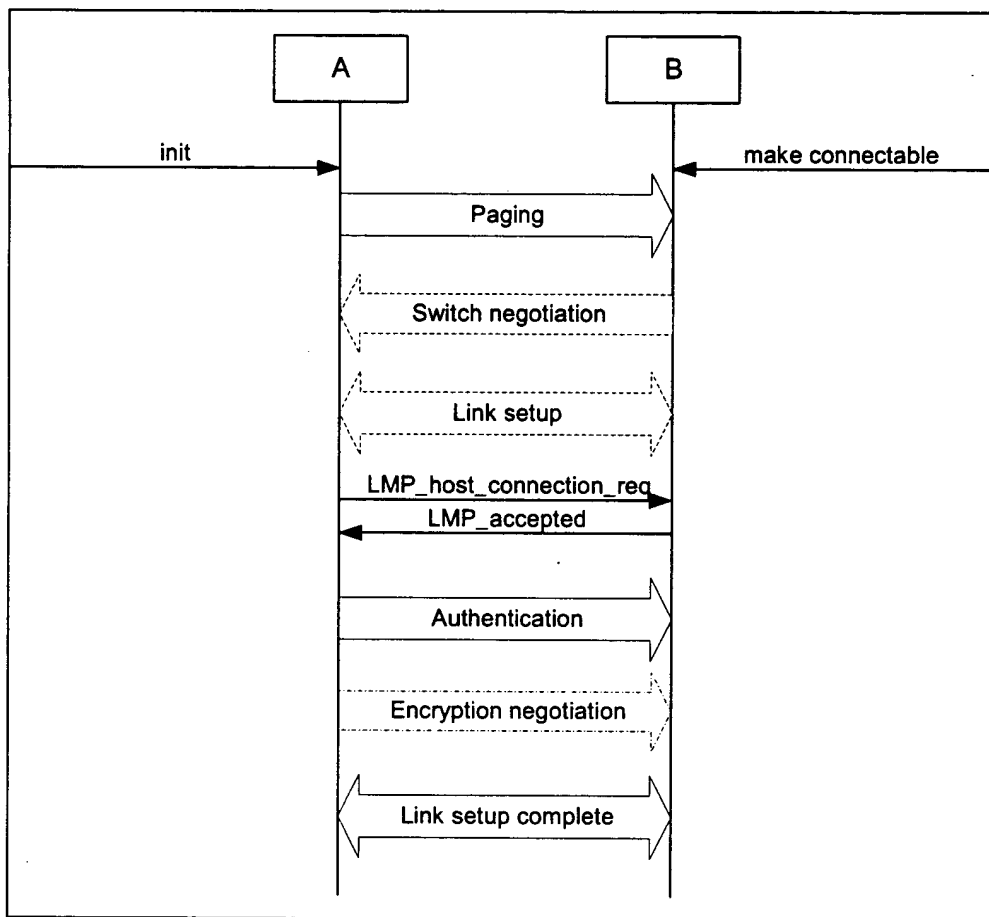 A
B
init
make connectable
Paging
Switch negotiation
Link setup
LMP_host_connection_req
LMP_accepted
Authentication
Encryption negotiation
Link setup complete